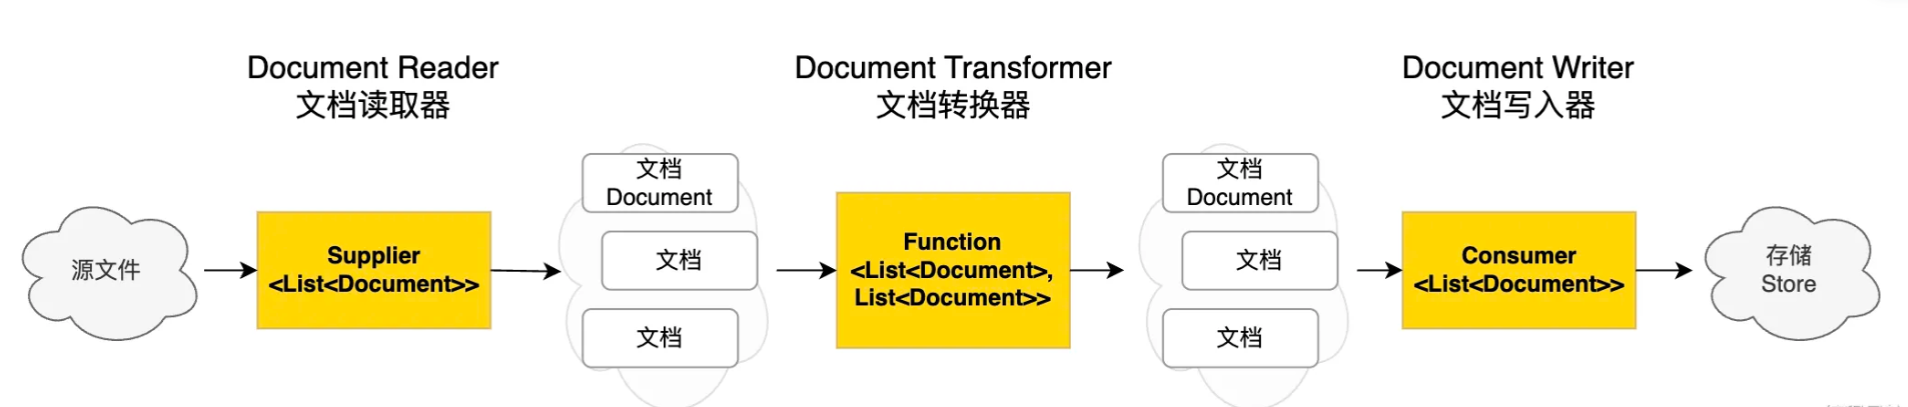 Document Reader
文档读取器
Document Transformer
文档转换器
Document Writer
文档写入器
源文件
Supplier
<List<Document>>
文档
Document
文档
文档
Function
<List<Document>,
List<Document>>
文档
Document
文档
文档
Consumer
<List<Document>>
存储
Store